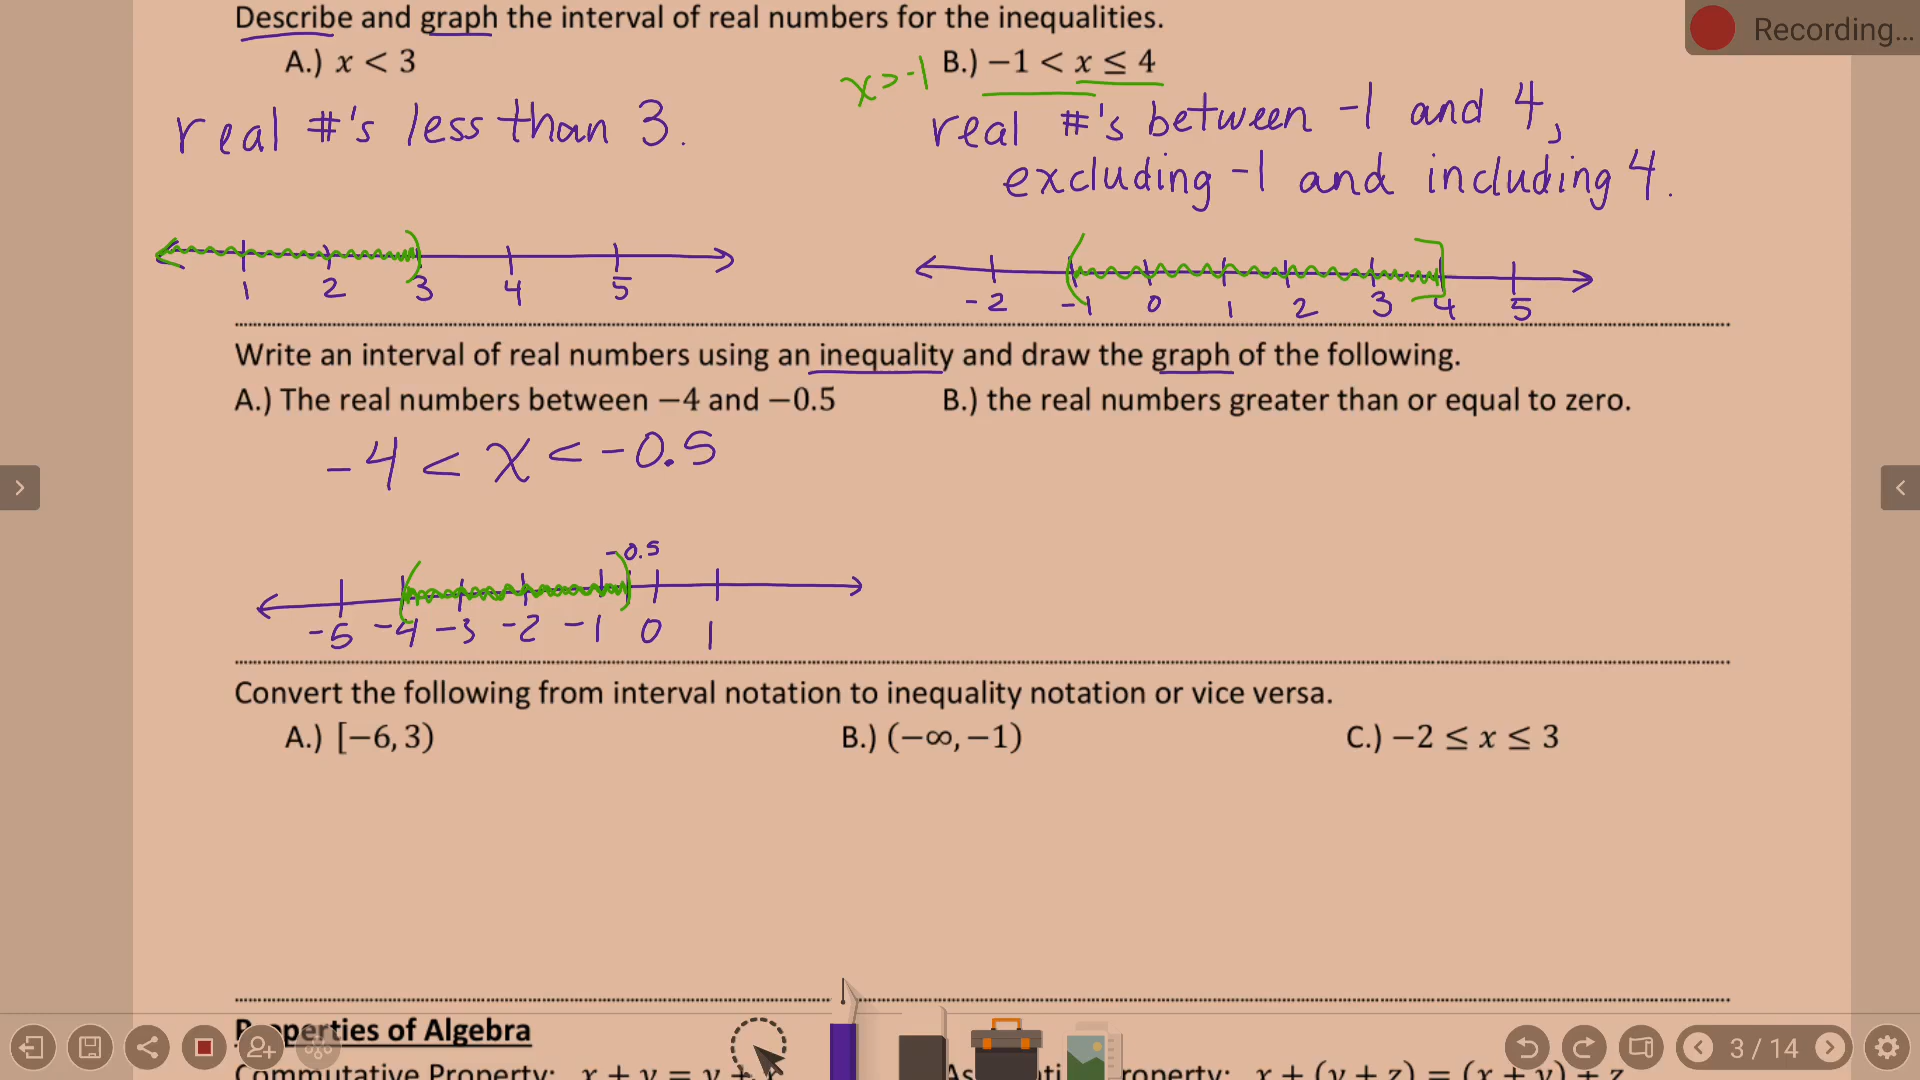 Describe and graph the interval of real numbers for the inequalities.
Recording...
A.) x < 3
x > -1
B.) −1 < x ≤ 4
real #'s less than 3.
real #'s between -1 and 4,
excluding -1 and including 4.
1 2 3 4 5
-2 -1 0 1 2 3 4 5
Write an interval of real numbers using an inequality and draw the graph of the following.
A.) The real numbers between −4 and −0.5
B.) the real numbers greater than or equal to zero.
-4 < x < -0.5
-0.5
-5 -4 -3 -2 -1 0 1
Convert the following from interval notation to inequality notation or vice versa.
A.) [−6, 3)
B.) (−∞, −1)
C.) −2 ≤ x ≤ 3
Properties of Algebra
3 / 14
Commutative Property: x + y = y + x
x + (y + z) = (x + y) + z